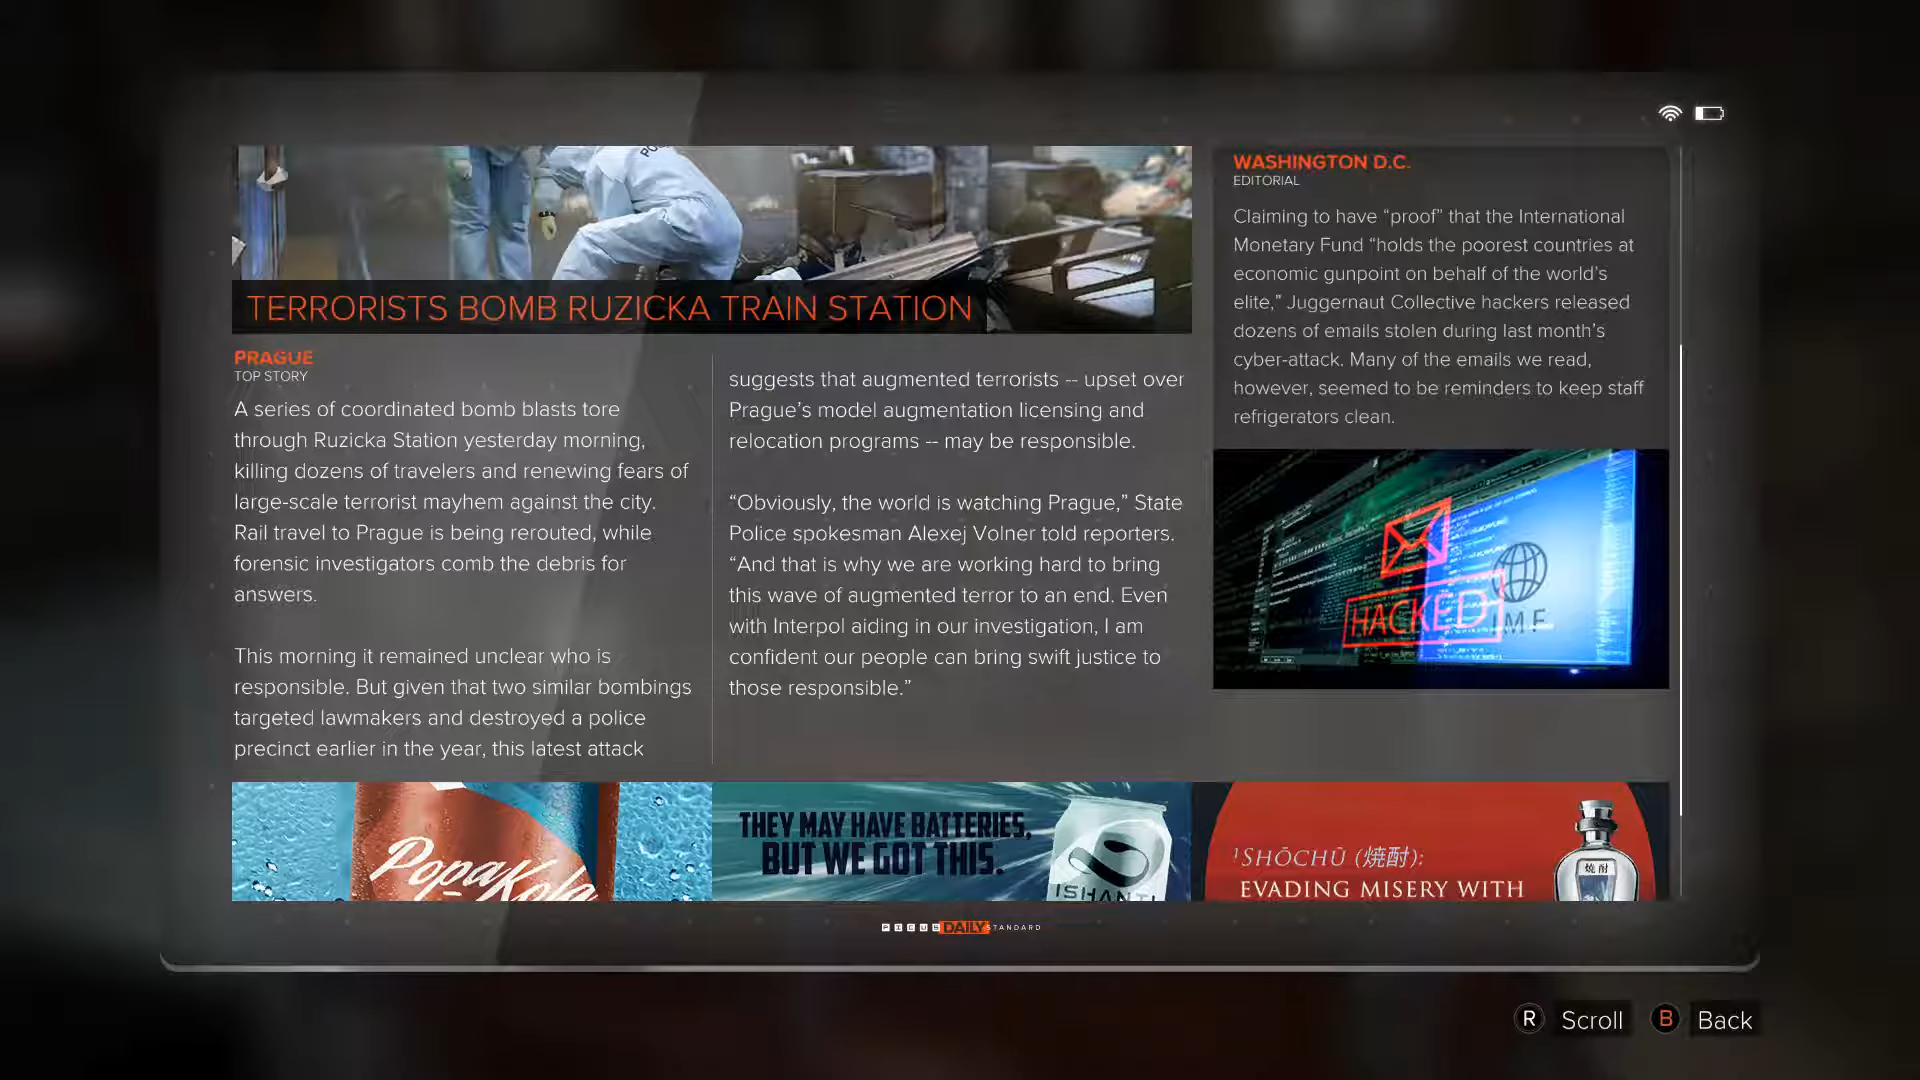 TERRORISTS BOMB RUZICKA TRAIN STATION
PRAGUE
TOP STORY
A series of coordinated bomb blasts tore
through Ruzicka Station yesterday morning,
killing dozens of travelers and renewing fears of
large-scale terrorist mayhem against the city.
Rail travel to Prague is being rerouted, while
forensic investigators comb the debris for
answers.
This morning it remained unclear who is
responsible. But given that two similar bombings
targeted lawmakers and destroyed a police
precinct earlier in the year, this latest attack
suggests that augmented terrorists -- upset over
Prague’s model augmentation licensing and
relocation programs -- may be responsible.
“Obviously, the world is watching Prague,” State
Police spokesman Alexej Volner told reporters.
“And that is why we are working hard to bring
this wave of augmented terror to an end. Even
with Interpol aiding in our investigation, I am
confident our people can bring swift justice to
those responsible.”
WASHINGTON D.C.
EDITORIAL
Claiming to have “proof” that the International
Monetary Fund “holds the poorest countries at
economic gunpoint on behalf of the world’s
elite,” Juggernaut Collective hackers released
dozens of emails stolen during last month’s
cyber-attack. Many of the emails we read,
however, seemed to be reminders to keep staff
refrigerators clean.
HACKED
IMF
Popa Kola
THEY MAY HAVE BATTERIES,
BUT WE GOT THIS.
ISHANTI
¹SHŌCHŪ (焼酎):
EVADING MISERY WITH
焼酎
PICUS DAILY STANDARD
R Scroll B Back